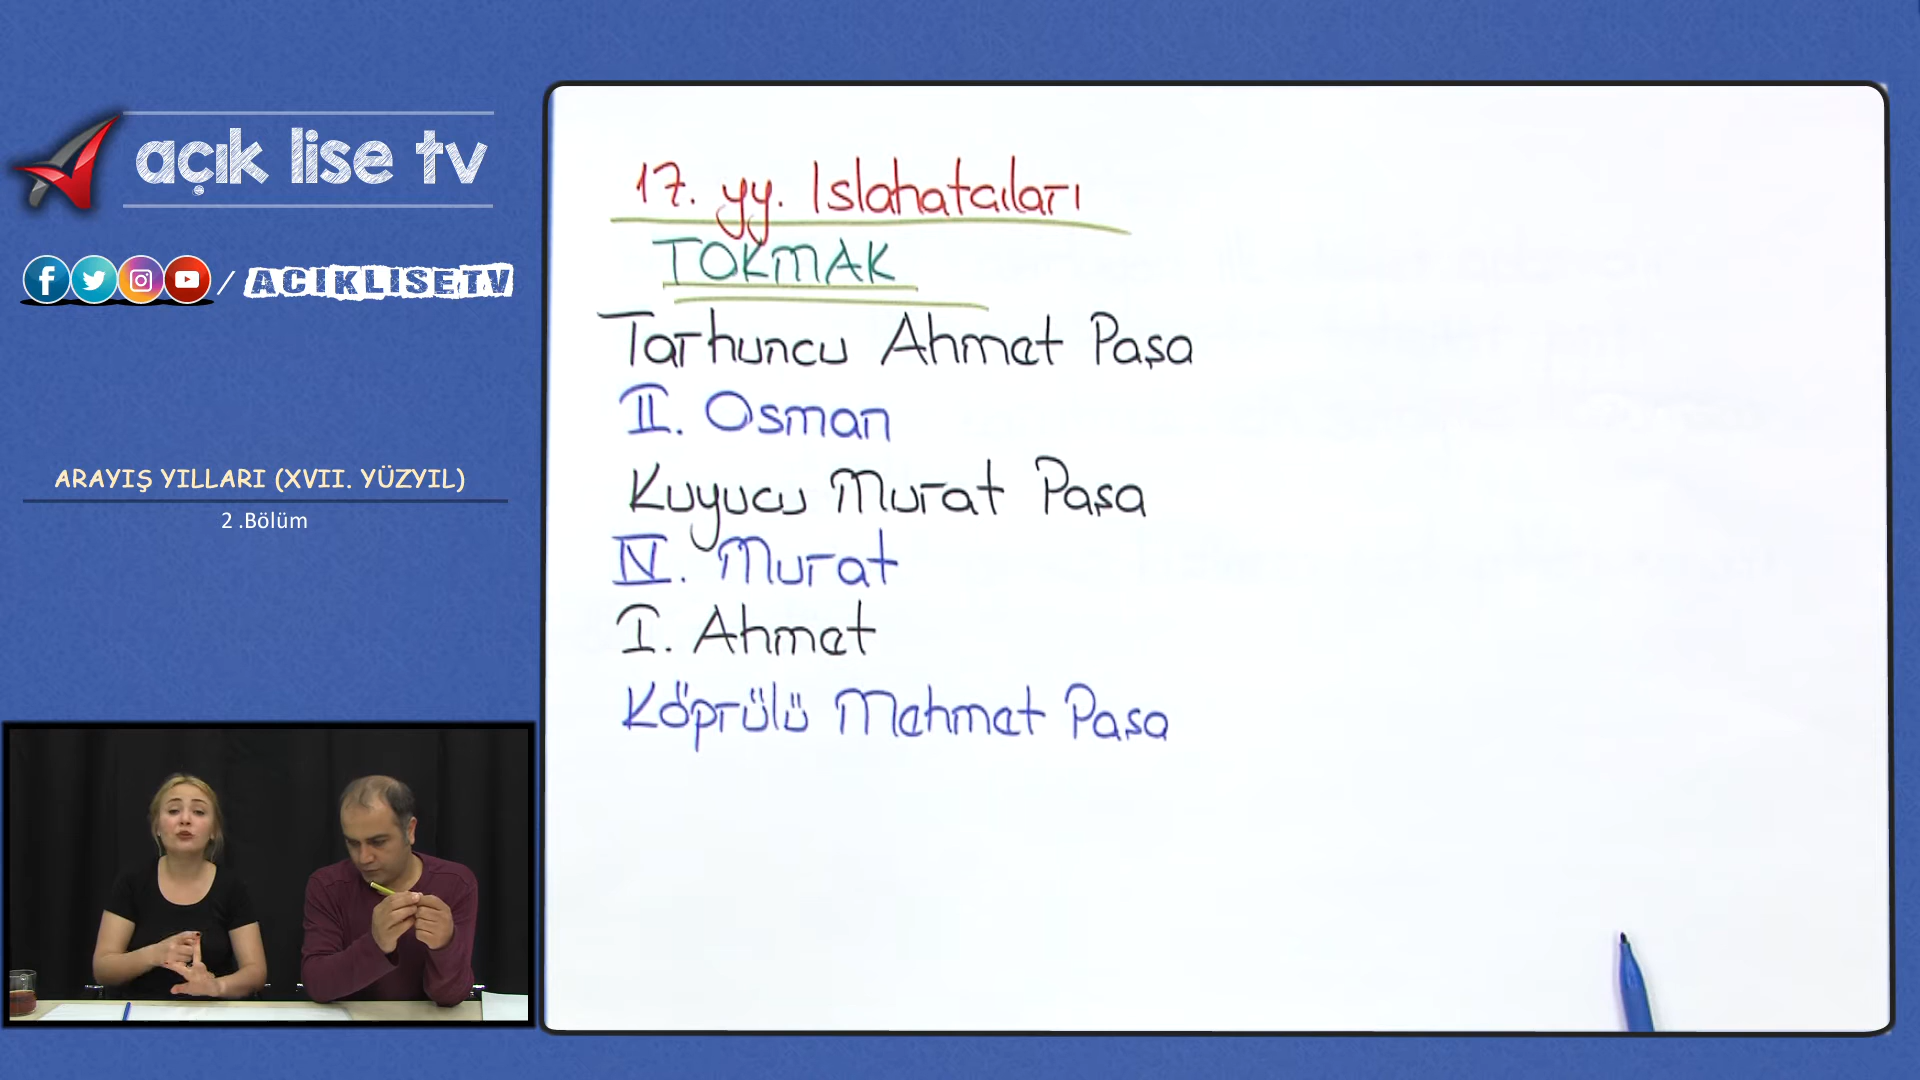 açık lise tv
/ ACIKLISETV
ARAYIŞ YILLARI (XVII. YÜZYIL)
2 .Bölüm
17. yy. Islahatcıları
TOKMAK
Tarhuncu Ahmet Paşa
II. Osman
Kuyucu Murat Paşa
IV. Murat
I. Ahmet
Köprülü Mehmet Paşa